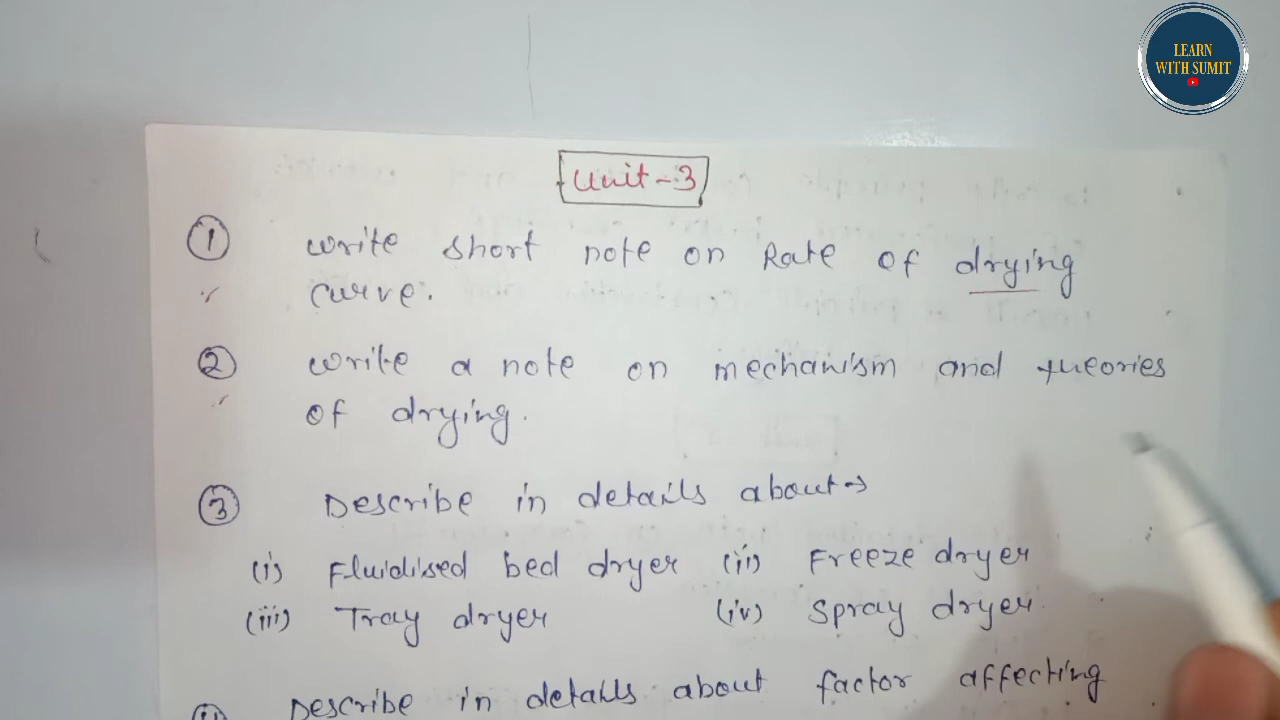 LEARN
WITH SUMIT
Unit-3
1 Write short note on Rate of drying
curve.
2 Write a note on mechanism and theories
of drying.
3 Describe in details about→
(i) Fluidised bed dryer (ii) Freeze dryer
(iii) Tray dryer (iv) Spray dryer
Describe in details about factor affecting